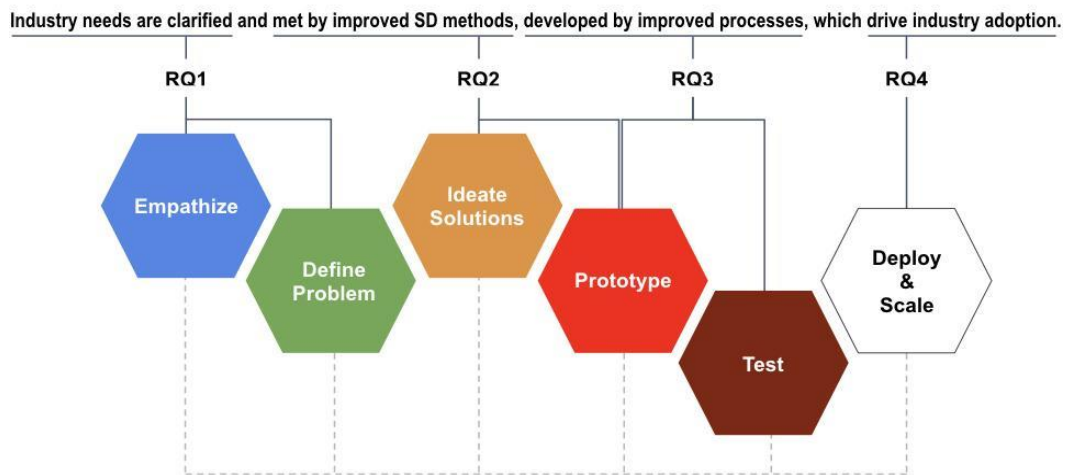 Industry needs are clarified and met by improved SD methods, developed by improved processes, which drive industry adoption.
RQ1
RQ2
RQ3
RQ4
Empathize
Define
Problem
Ideate
Solutions
Prototype
Test
Deploy
&
Scale